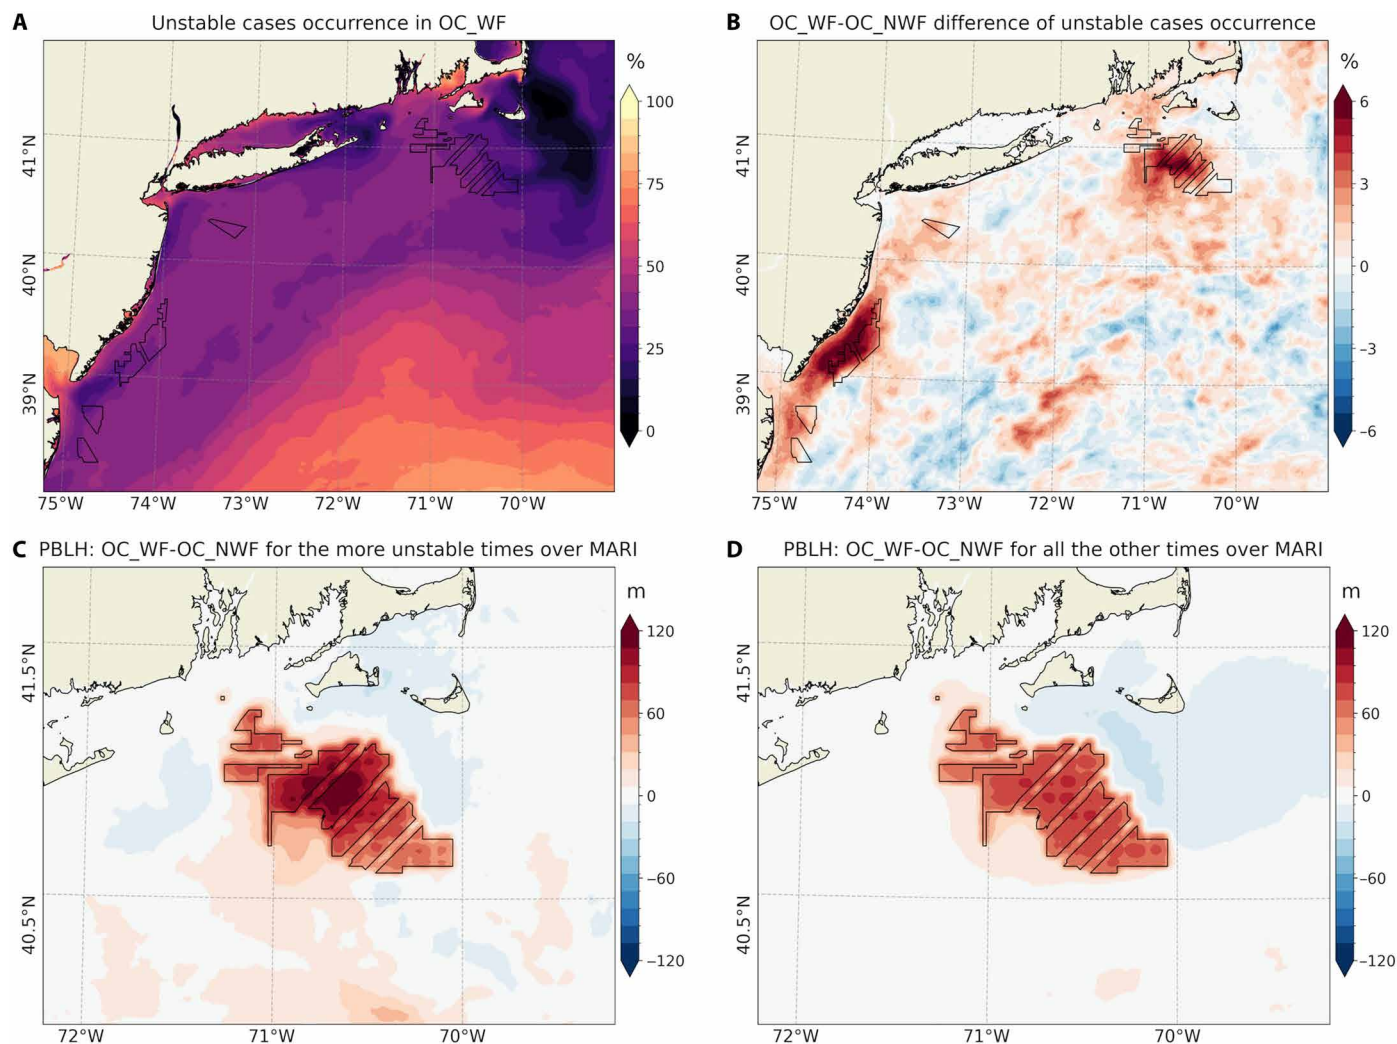 A Unstable cases occurrence in OC_WF
%
100
75
50
25
0
41°N
40°N
39°N
75°W 74°W 73°W 72°W 71°W 70°W
B OC_WF-OC_NWF difference of unstable cases occurrence
%
6
3
0
−3
−6
41°N
40°N
39°N
75°W 74°W 73°W 72°W 71°W 70°W
C PBLH: OC_WF-OC_NWF for the more unstable times over MARI
m
120
60
0
−60
−120
41.5°N
40.5°N
72°W 71°W 70°W
D PBLH: OC_WF-OC_NWF for all the other times over MARI
m
120
60
0
−60
−120
41.5°N
40.5°N
72°W 71°W 70°W